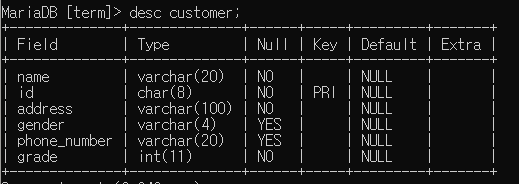 MariaDB [term]> desc customer;
+--------------+--------------+------+-----+---------+-------+
| Field        | Type         | Null | Key | Default | Extra |
+--------------+--------------+------+-----+---------+-------+
| name         | varchar(20)  | NO   |     | NULL    |       |
| id           | char(8)      | NO   | PRI | NULL    |       |
| address      | varchar(100) | NO   |     | NULL    |       |
| gender       | varchar(4)   | YES  |     | NULL    |       |
| phone_number | varchar(20)  | YES  |     | NULL    |       |
| grade        | int(11)      | NO   |     | NULL    |       |
+--------------+--------------+------+-----+---------+-------+